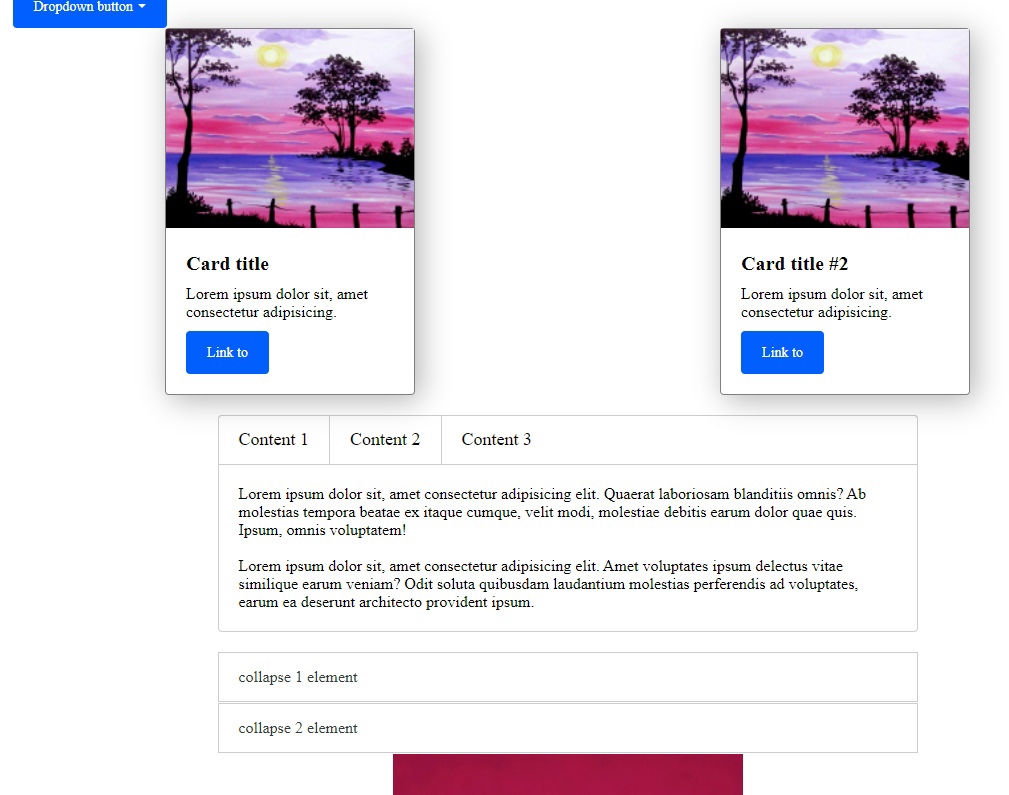 Dropdown button
Card title
Lorem ipsum dolor sit, amet
consectetur adipisicing.
Link to
Card title #2
Lorem ipsum dolor sit, amet
consectetur adipisicing.
Link to
Content 1
Content 2
Content 3
Lorem ipsum dolor sit, amet consectetur adipisicing elit. Quaerat laboriosam blanditiis omnis? Ab
molestias tempora beatae ex itaque cumque, velit modi, molestiae debitis earum dolor quae quis.
Ipsum, omnis voluptatem!
Lorem ipsum dolor sit, amet consectetur adipisicing elit. Amet voluptates ipsum delectus vitae
similique earum veniam? Odit soluta quibusdam laudantium molestias perferendis ad voluptates,
earum ea deserunt architecto provident ipsum.
collapse 1 element
collapse 2 element